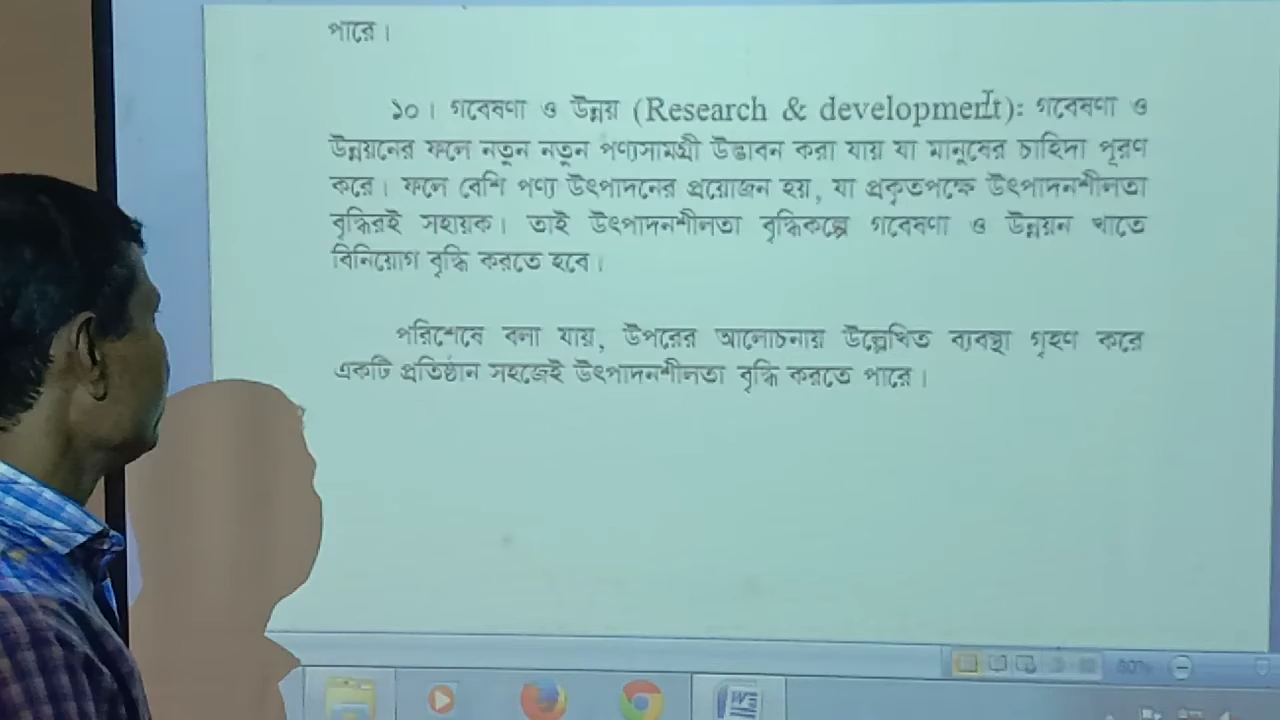 পারে।
১০। গবেষণা ও উন্নয় (Research & development): গবেষণা ও
উন্নয়নের ফলে নতুন নতুন পণ্যসামগ্রী উদ্ভাবন করা যায় যা মানুষের চাহিদা পূরণ
করে। ফলে বেশি পণ্য উৎপাদনের প্রয়োজন হয়, যা প্রকৃতপক্ষে উৎপাদনশীলতা
বৃদ্ধিরই সহায়ক। তাই উৎপাদনশীলতা বৃদ্ধিকল্পে গবেষণা ও উন্নয়ন খাতে
বিনিয়োগ বৃদ্ধি করতে হবে।
পরিশেষে বলা যায়, উপরের আলোচনায় উল্লেখিত ব্যবস্থা গৃহণ করে
একটি প্রতিষ্ঠান সহজেই উৎপাদনশীলতা বৃদ্ধি করতে পারে।
80%